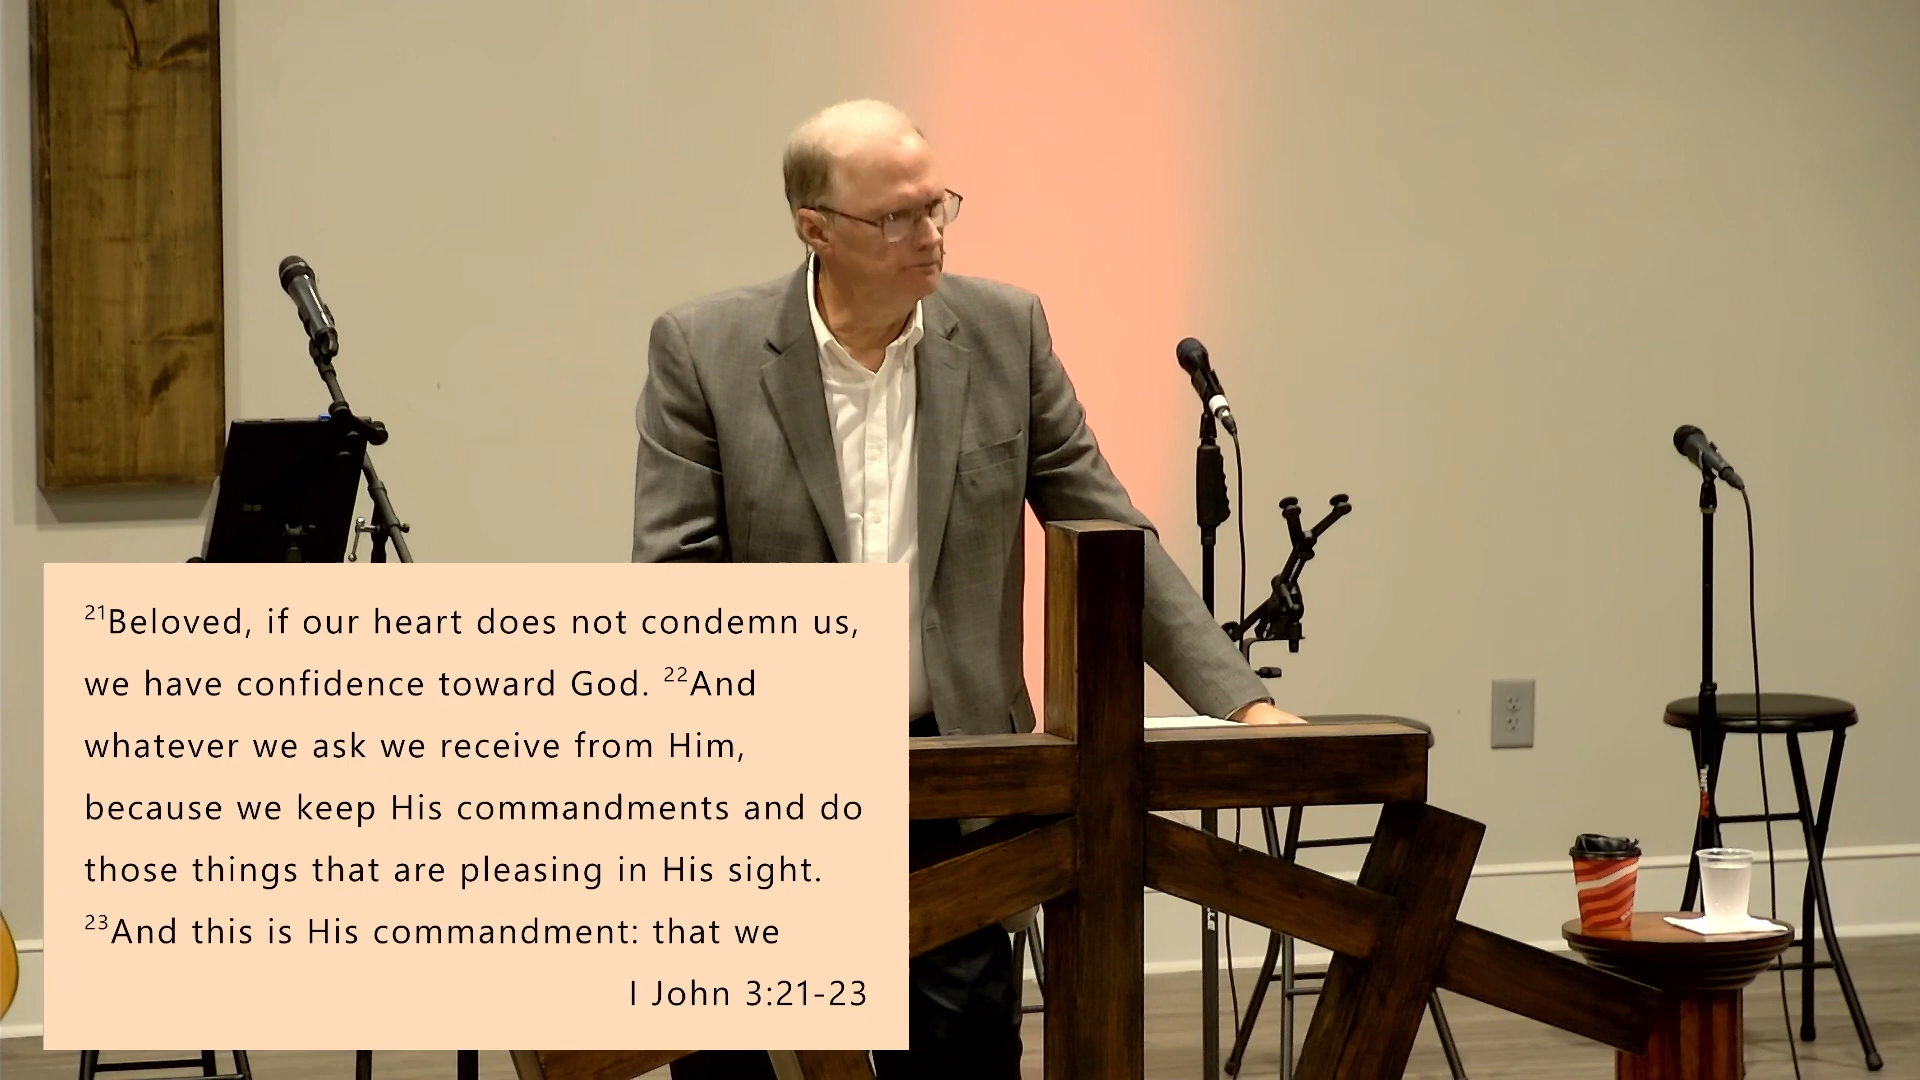 ²¹Beloved, if our heart does not condemn us,
we have confidence toward God. ²²And
whatever we ask we receive from Him,
because we keep His commandments and do
those things that are pleasing in His sight.
²³And this is His commandment: that we
I John 3:21-23